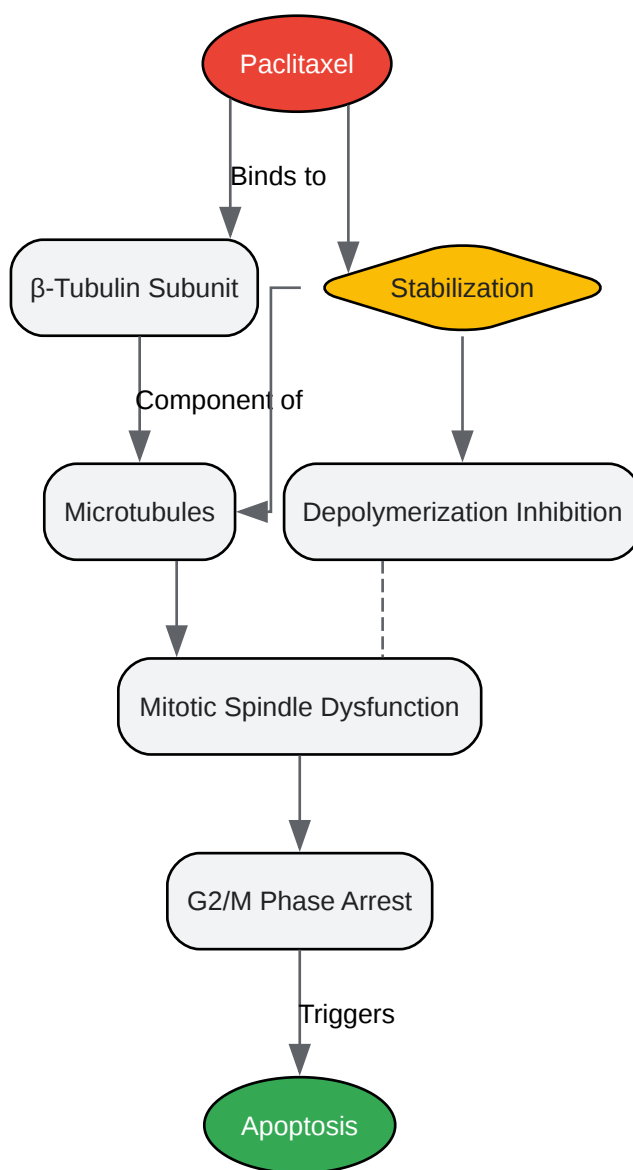 Paclitaxel
Binds to
β-Tubulin Subunit
Stabilization
Component of
Microtubules
Depolymerization Inhibition
Mitotic Spindle Dysfunction
G2/M Phase Arrest
Triggers
Apoptosis